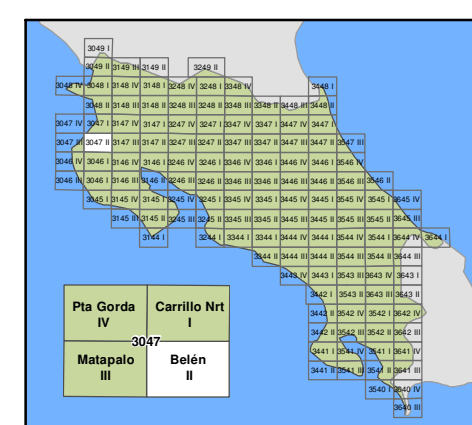 3049 I
3049 II 3149 III 3149 II 3249 II
3048 IV 3048 I 3148 IV 3148 I 3248 IV 3248 I 3348 IV 3448 I
3048 II 3148 III 3148 II 3248 III 3248 II 3348 III 3348 II 3448 III 3448 II
3047 IV 3047 I 3147 IV 3147 I 3247 IV 3247 I 3347 IV 3347 I 3447 IV 3447 I
3047 III 3047 II 3147 III 3147 II 3247 III 3247 II 3347 III 3347 II 3447 III 3447 II 3547 III
3046 IV 3046 I 3146 IV 3146 I 3246 IV 3246 I 3346 IV 3346 I 3446 IV 3446 I 3546 IV
3046 III 3046 II 3146 III 3146 II 3246 III 3246 II 3346 III 3346 II 3446 III 3446 II 3546 III 3546 II
3045 I 3145 IV 3145 I 3245 IV 3245 I 3345 IV 3345 I 3445 IV 3445 I 3545 IV 3545 I 3645 IV
3145 III 3145 II 3245 III 3245 II 3345 III 3345 II 3445 III 3445 II 3545 III 3545 II 3645 III
3144 I 3244 I 3344 IV 3344 I 3444 IV 3444 I 3544 IV 3544 I 3644 IV 3644 I
3344 II 3444 III 3444 II 3544 III 3544 II 3644 III
3443 IV 3443 I 3543 IV 3543 I 3643 IV 3643 I
3442 I 3543 II 3643 III 3643 II
3442 II 3542 IV 3542 I 3642 IV
3442 II 3542 III 3542 II 3642 III
3441 I 3541 IV 3541 I 3641 IV
3441 II 3541 III 3541 II 3641 III
3540 I 3640 IV
3640 III
Pta Gorda
IV
Carrillo Nrt
I
3047
Matapalo
III
Belén
II